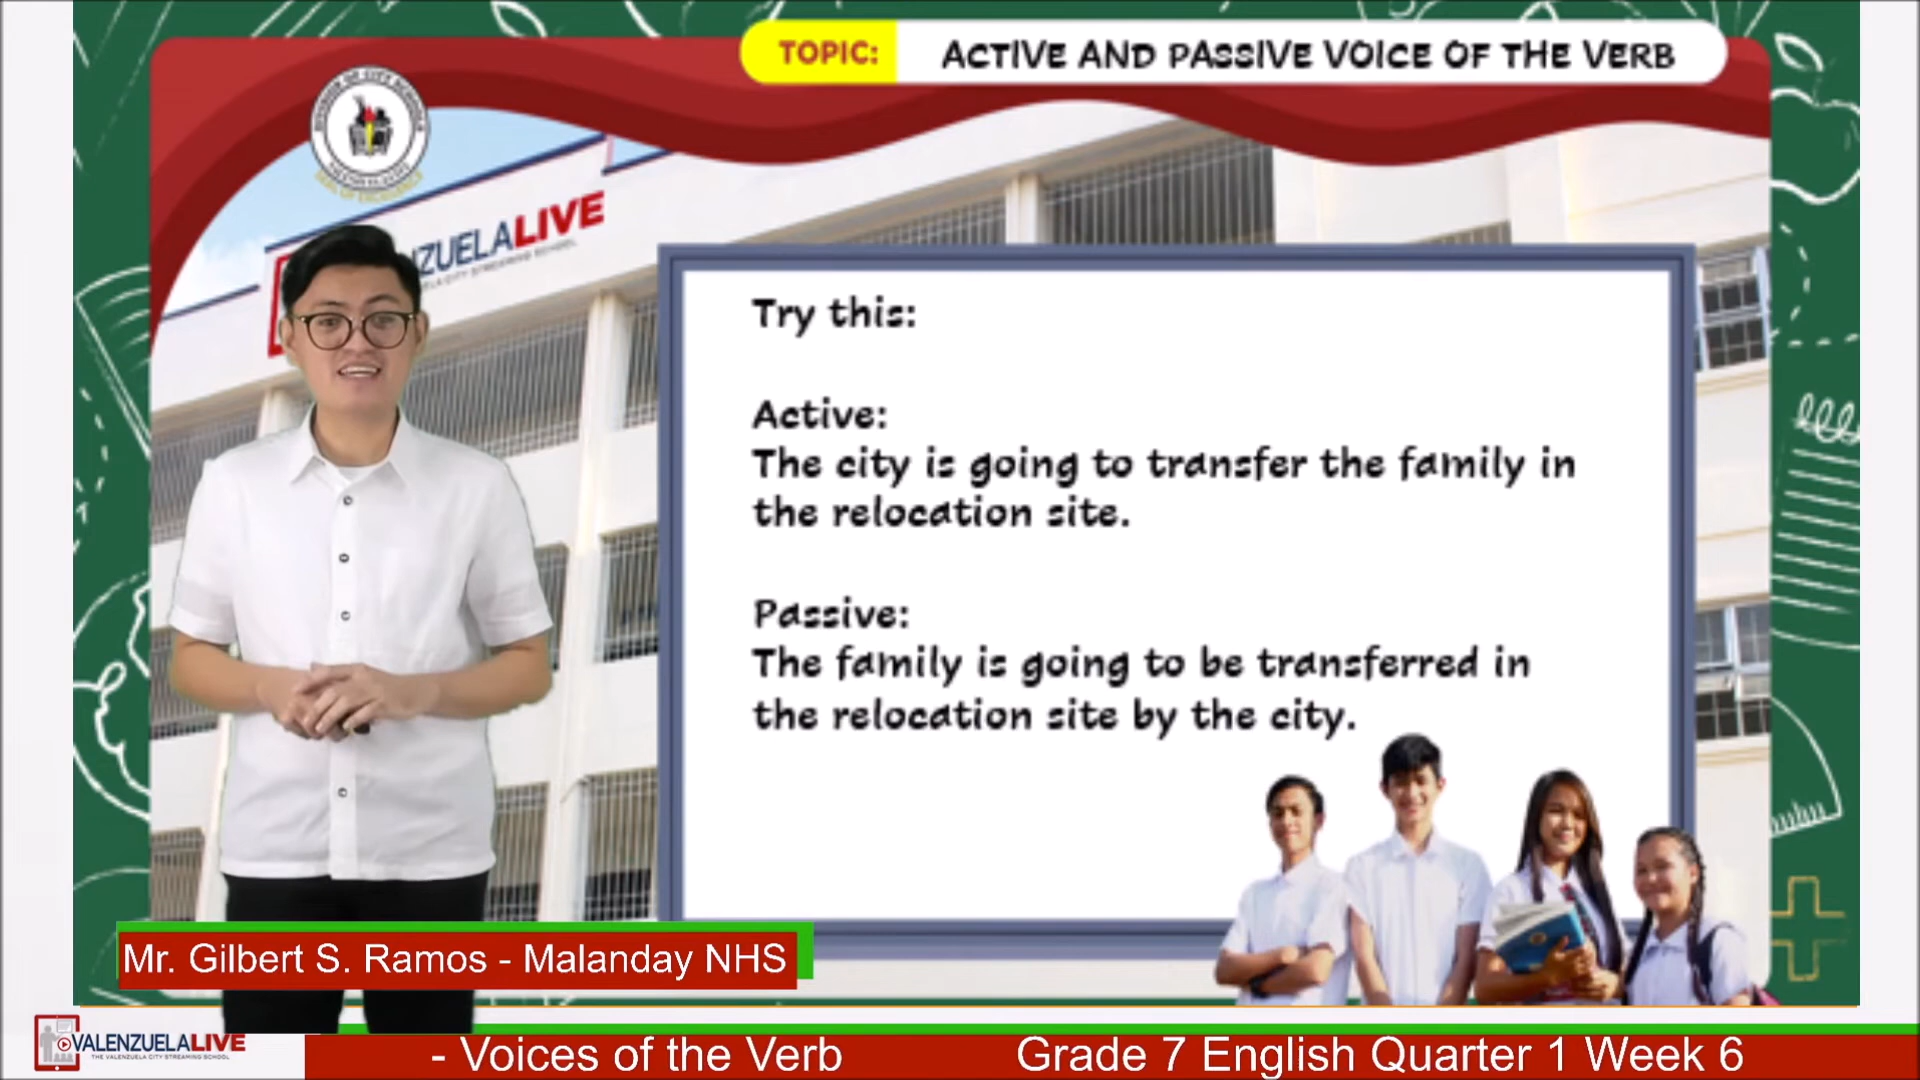 TOPIC:
ACTIVE AND PASSIVE VOICE OF THE VERB
NZUELALIVE
Try this:
Active:
The city is going to transfer the family in
the relocation site.
Passive:
The family is going to be transferred in
the relocation site by the city.
Mr. Gilbert S. Ramos - Malanday NHS
VALENZUELALIVE
THE VALENZUELA CITY STREAMING SCHOOL
- Voices of the Verb
Grade 7 English Quarter 1 Week 6